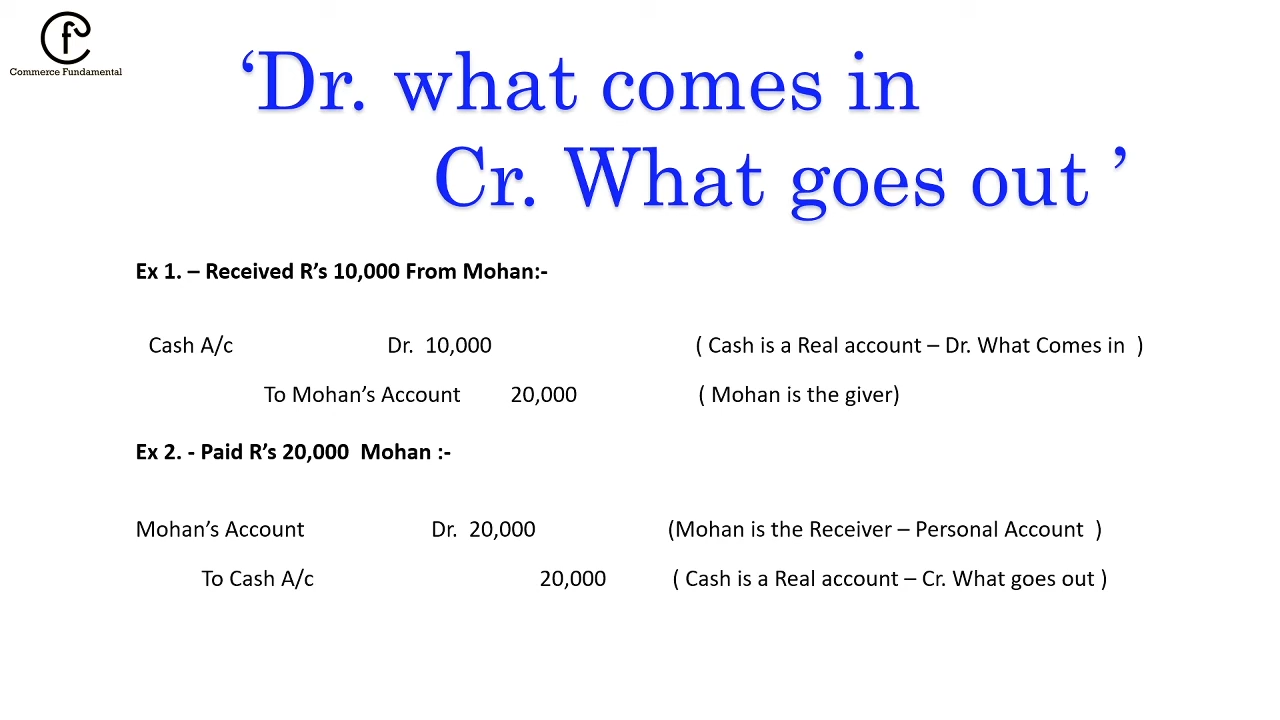 Commerce Fundamental
‘Dr. what comes in
Cr. What goes out ’
Ex 1. – Received R’s 10,000 From Mohan:-
Cash A/c Dr. 10,000 ( Cash is a Real account – Dr. What Comes in )
To Mohan’s Account 20,000 ( Mohan is the giver)
Ex 2. - Paid R’s 20,000 Mohan :-
Mohan’s Account Dr. 20,000 (Mohan is the Receiver – Personal Account )
To Cash A/c 20,000 ( Cash is a Real account – Cr. What goes out )